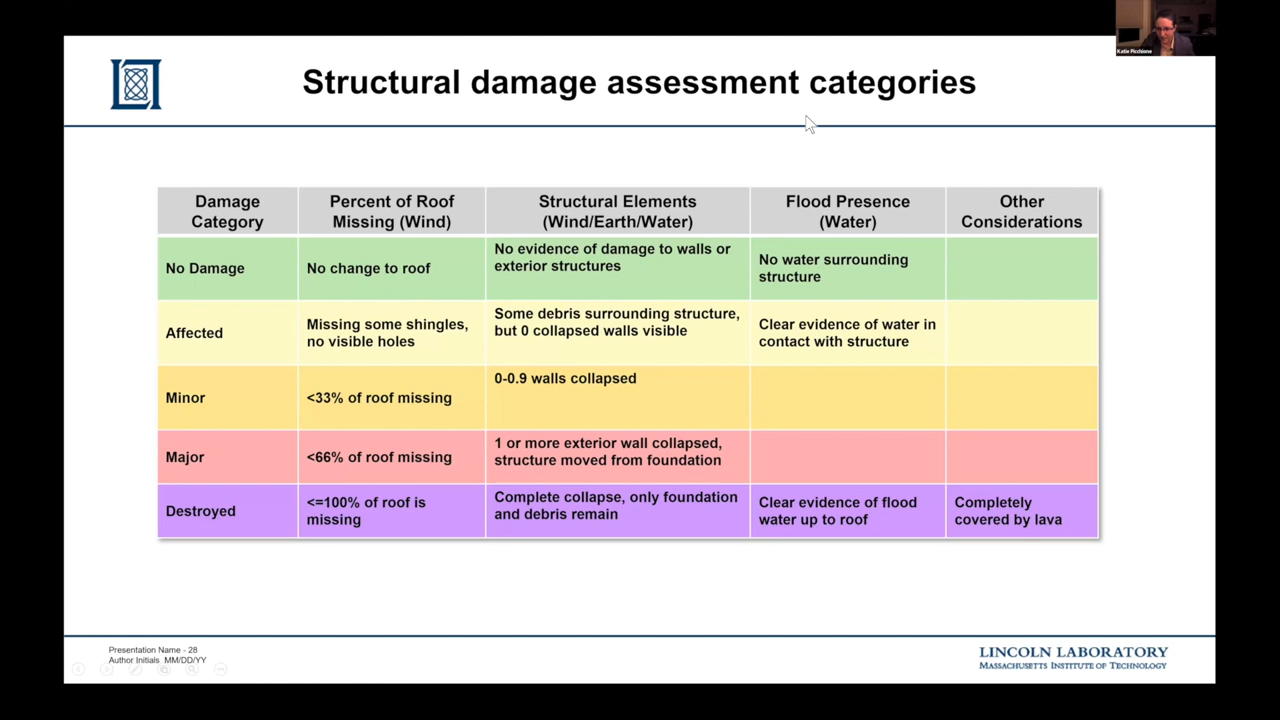 Katie Picchione
Structural damage assessment categories
Damage
Category
Percent of Roof
Missing (Wind)
Structural Elements
(Wind/Earth/Water)
Flood Presence
(Water)
Other
Considerations
No Damage
No change to roof
No evidence of damage to walls or
exterior structures
No water surrounding
structure
Affected
Missing some shingles,
no visible holes
Some debris surrounding structure,
but 0 collapsed walls visible
Clear evidence of water in
contact with structure
Minor
<33% of roof missing
0-0.9 walls collapsed
Major
<66% of roof missing
1 or more exterior wall collapsed,
structure moved from foundation
Destroyed
<=100% of roof is
missing
Complete collapse, only foundation
and debris remain
Clear evidence of flood
water up to roof
Completely
covered by lava
Presentation Name - 28
Author Initials MM/DD/YY
LINCOLN LABORATORY
MASSACHUSETTS INSTITUTE OF TECHNOLOGY